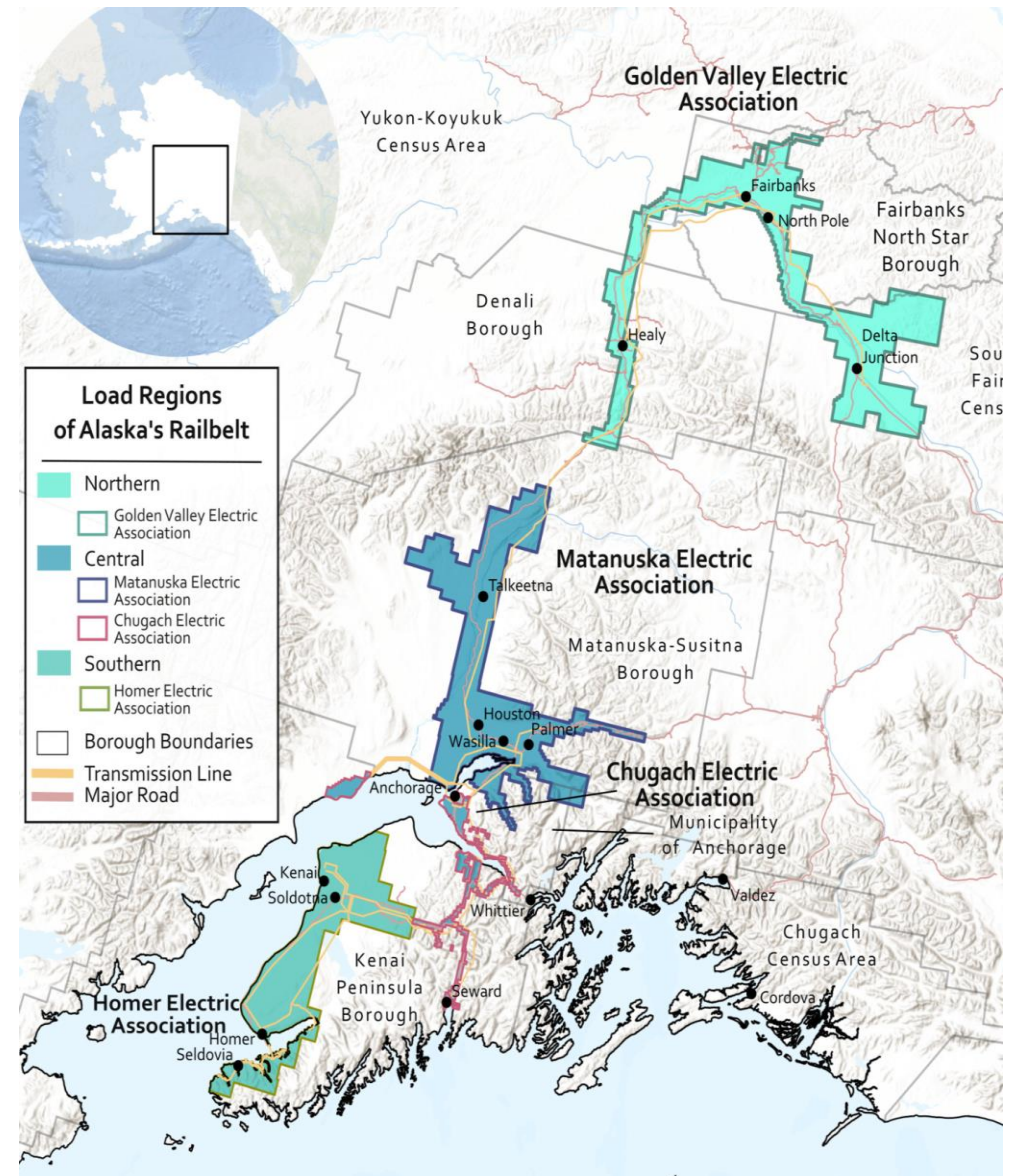 Golden Valley Electric
Association
Yukon-Koyukuk
Census Area
Fairbanks
North Pole
Fairbanks
North Star
Borough
Denali
Borough
Healy
Delta
Junction
Sou
Fair
Cens
Load Regions
of Alaska's Railbelt
Northern
Golden Valley Electric
Association
Central
Matanuska Electric
Association
Chugach Electric
Association
Southern
Homer Electric
Association
Borough Boundaries
Transmission Line
Major Road
Matanuska Electric
Association
Talkeetna
Matanuska-Susitna
Borough
Houston
Wasilla
Palmer
Chugach Electric
Association
Anchorage
Municipality
of Anchorage
Kenai
Soldotna
Valdez
Whittier
Chugach
Census Area
Kenai
Peninsula
Borough
Seward
Cordova
Homer Electric
Association
Homer
Seldovia